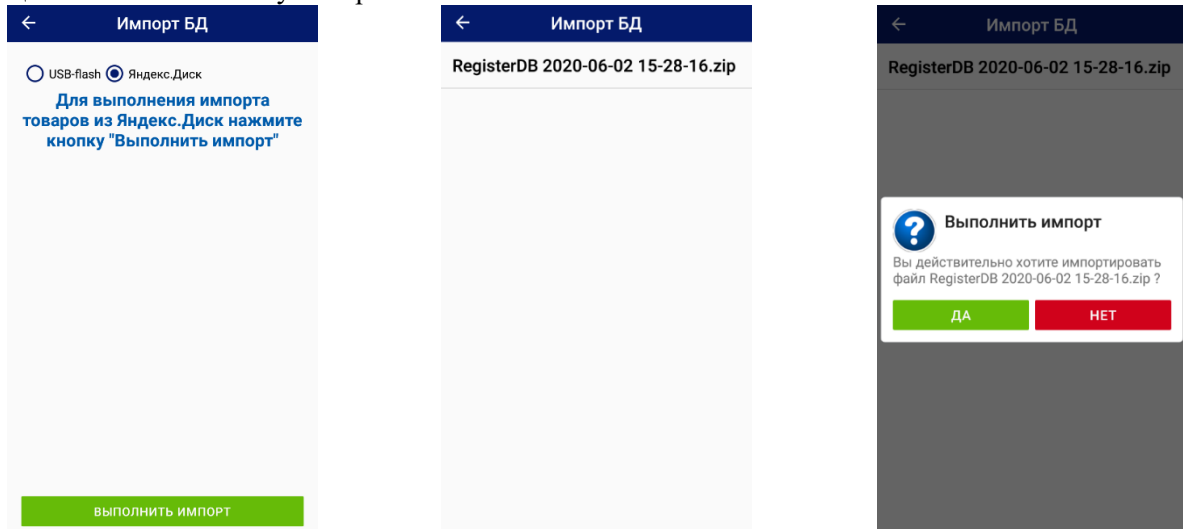 Импорт БД
USB-flash Яндекс.Диск
Для выполнения импорта
товаров из Яндекс.Диск нажмите
кнопку "Выполнить импорт"
ВЫПОЛНИТЬ ИМПОРТ
Импорт БД
RegisterDB 2020-06-02 15-28-16.zip
Импорт БД
RegisterDB 2020-06-02 15-28-16.zip
Выполнить импорт
Вы действительно хотите импортировать
файл RegisterDB 2020-06-02 15-28-16.zip ?
ДА НЕТ